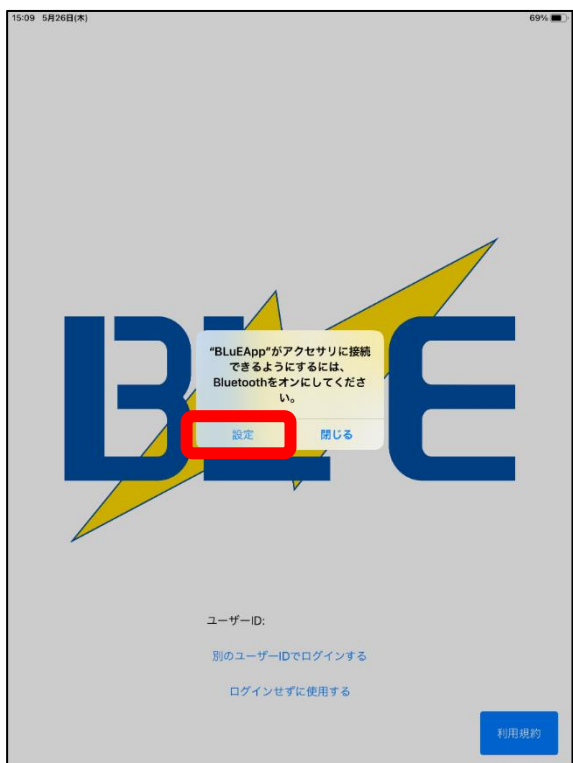 15:09 5月26日(木) 69%
BLuE
"BLuEApp"がアクセサリに接続
できるようにするには、
Bluetoothをオンにしてくださ
い。
設定 閉じる
ユーザーID:
別のユーザーIDでログインする
ログインせずに使用する
利用規約